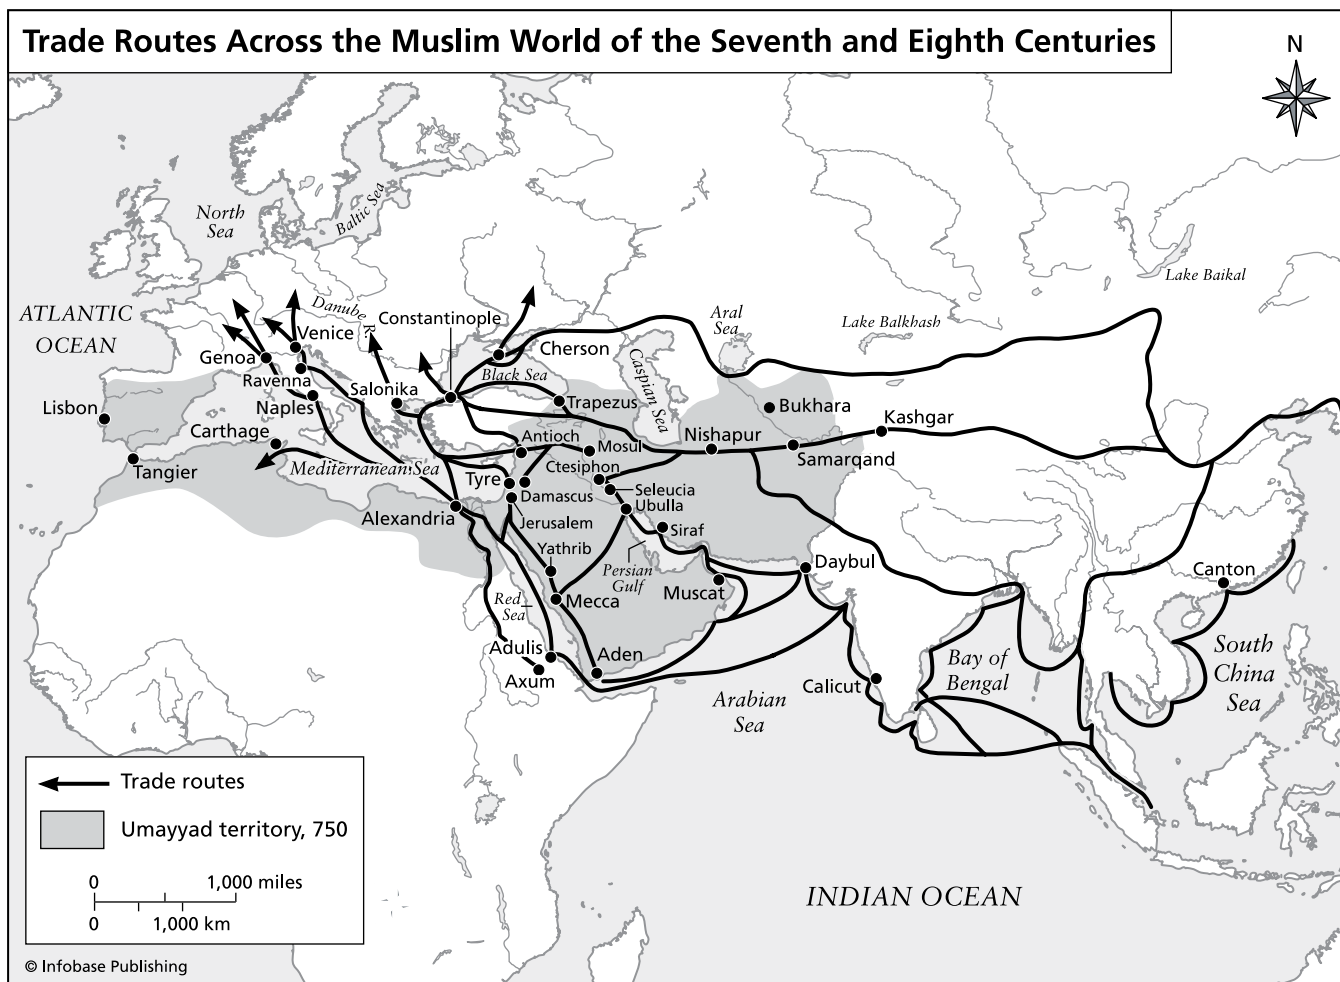 Trade Routes Across the Muslim World of the Seventh and Eighth Centuries
N
North
Sea
Baltic Sea
Lake Baikal
ATLANTIC
OCEAN
Danube R.
Constantinople
Aral
Sea
Lake Balkhash
Venice
Genoa
Cherson
Caspian Sea
Ravenna
Black Sea
Salonika
Lisbon
Naples
Trapezus
Bukhara
Kashgar
Carthage
Antioch
Mosul
Nishapur
Samarqand
Tangier
Mediterranean Sea
Ctesiphon
Tyre
Seleucia
Damascus
Ubulla
Alexandria
Jerusalem
Siraf
Yathrib
Persian
Gulf
Daybul
Canton
Muscat
Red
Sea
Mecca
Adulis
Aden
Bay of
Bengal
South
China
Sea
Axum
Calicut
Arabian
Sea
Trade routes
Umayyad territory, 750
0 1,000 miles
0 1,000 km
INDIAN OCEAN
© Infobase Publishing